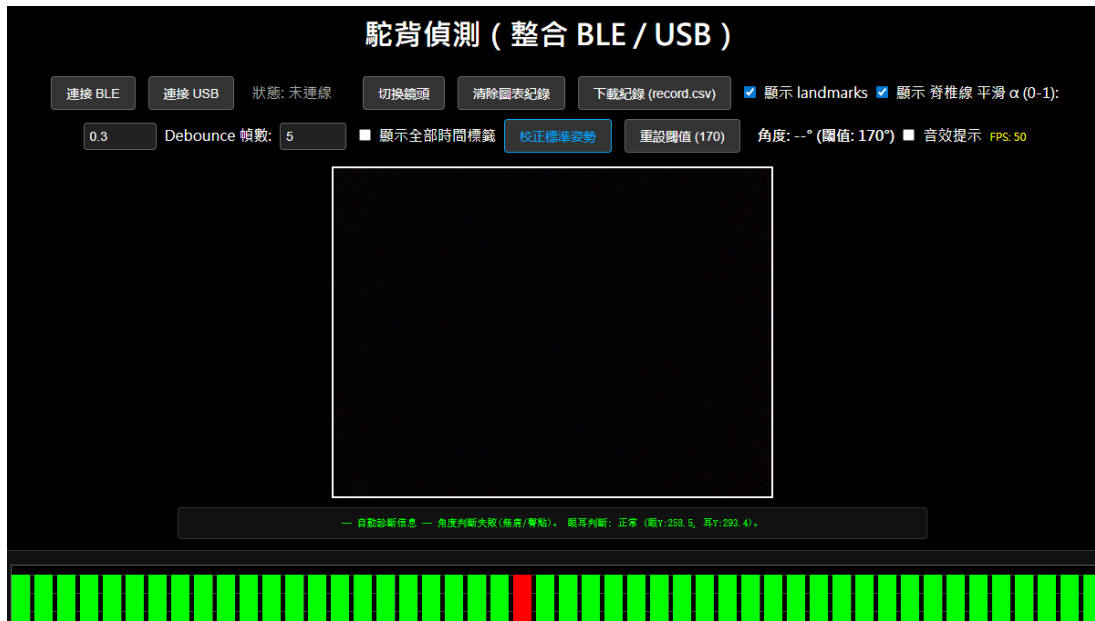 駝背偵測（整合 BLE / USB）
連接 BLE 連接 USB 狀態: 未連線 切換鏡頭 清除圖表紀錄 下載紀錄 (record.csv) 顯示 landmarks 顯示 脊椎線 平滑 α (0-1):
0.3 Debounce 幀數: 5 顯示全部時間標籤 校正標準姿勢 重設閾值 (170) 角度: --° (閾值: 170°) 音效提示 FPS: 50
— 自動診斷信息 — 角度判斷失敗(無肩/臀點)。 眼耳判斷: 正常 (眼Y:258.5, 耳Y:293.4)。